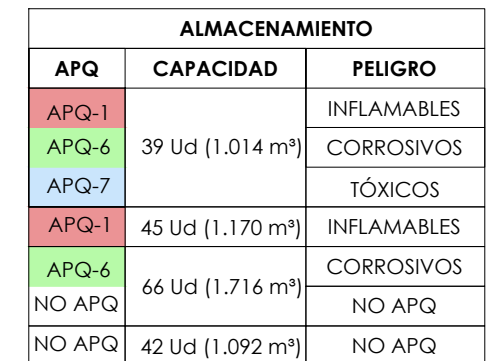 ALMACENAMIENTO
APQ CAPACIDAD PELIGRO
APQ-1 INFLAMABLES
APQ-6 39 Ud (1.014 m³) CORROSIVOS
APQ-7 TÓXICOS
APQ-1 45 Ud (1.170 m³) INFLAMABLES
APQ-6 CORROSIVOS
66 Ud (1.716 m³)
NO APQ NO APQ
NO APQ 42 Ud (1.092 m³) NO APQ